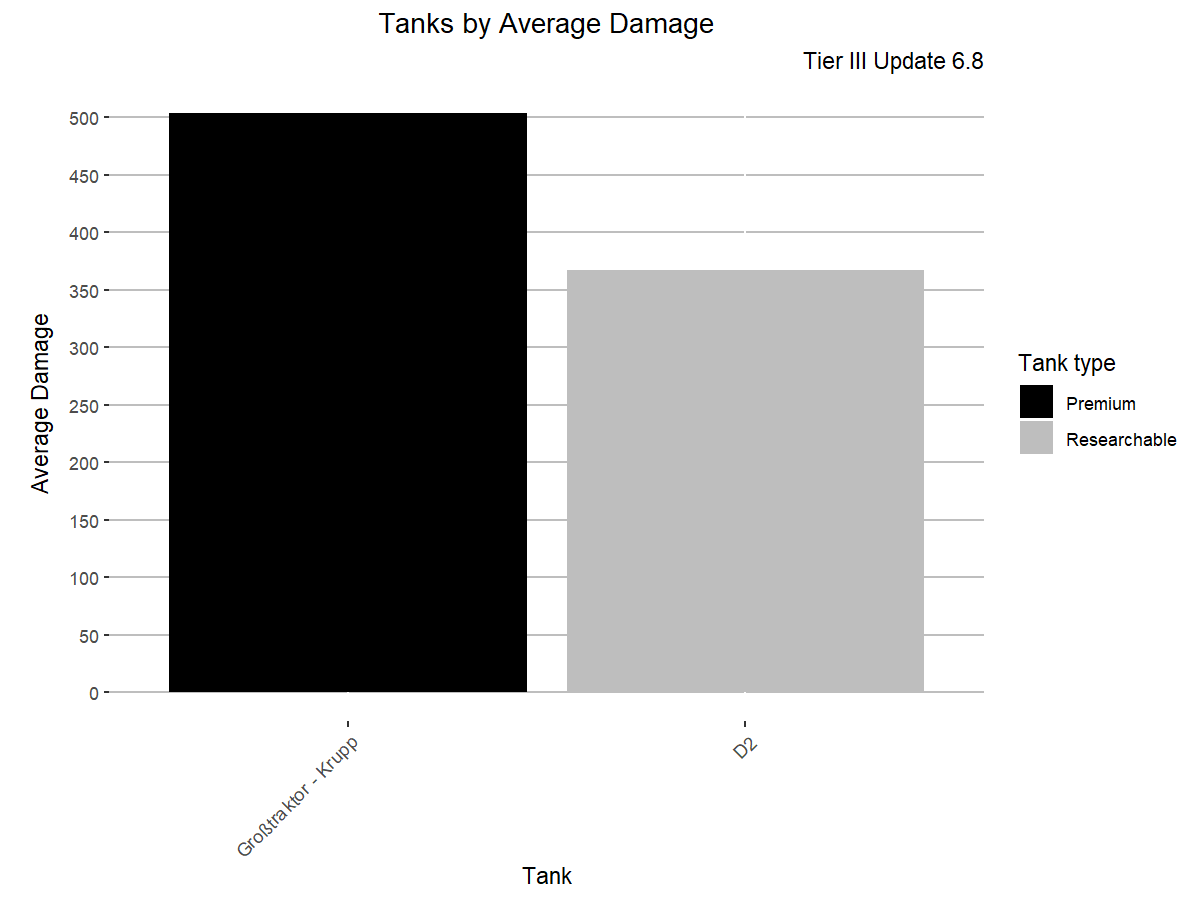 Tanks by Average Damage
Tier III Update 6.8
Average Damage
500
450
400
350
300
250
200
150
100
50
0
Großtraktor - Krupp
D2
Tank
Tank type
Premium
Researchable